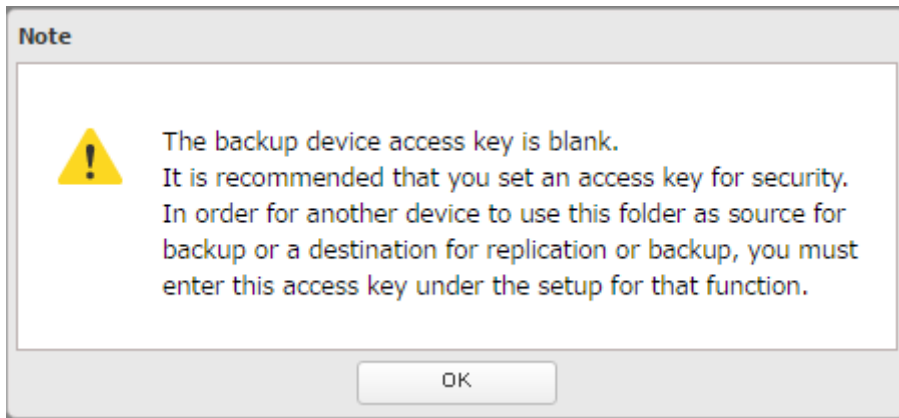 Note
The backup device access key is blank.
It is recommended that you set an access key for security.
In order for another device to use this folder as source for
backup or a destination for replication or backup, you must
enter this access key under the setup for that function.
OK